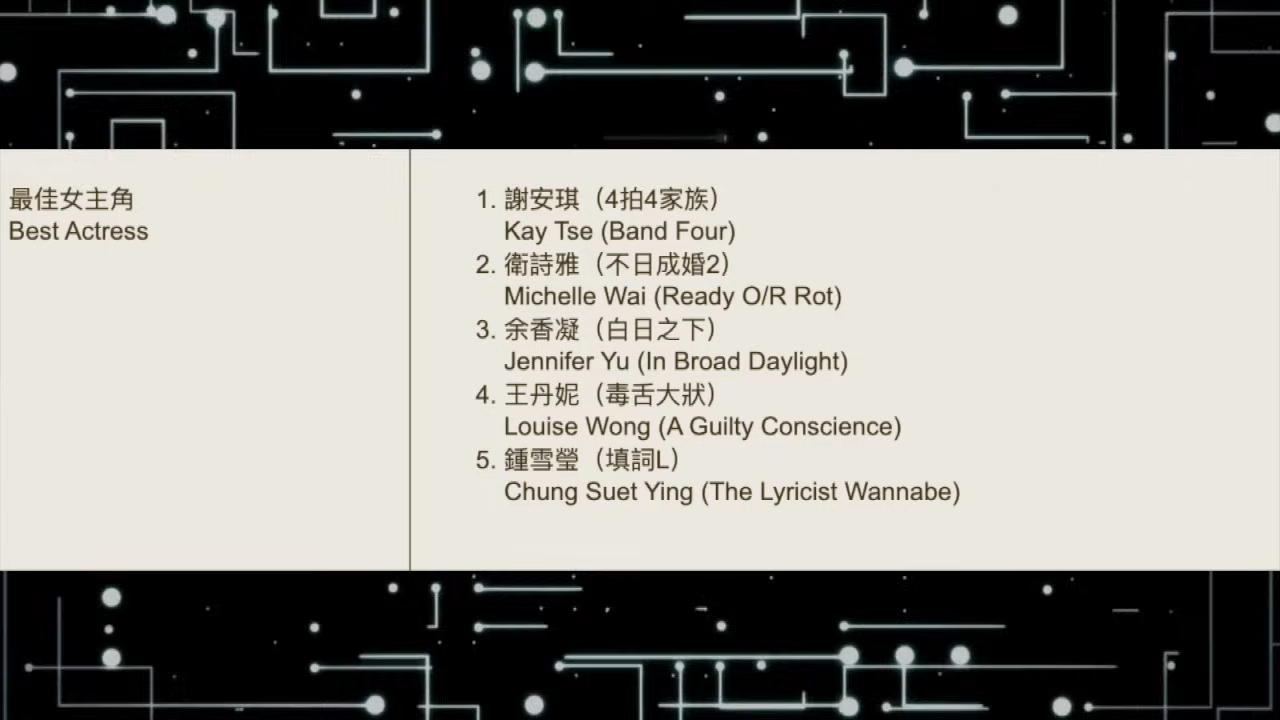 最佳女主角
Best Actress
1. 謝安琪（4拍4家族）
Kay Tse (Band Four)
2. 衛詩雅（不日成婚2）
Michelle Wai (Ready O/R Rot)
3. 余香凝（白日之下）
Jennifer Yu (In Broad Daylight)
4. 王丹妮（毒舌大狀）
Louise Wong (A Guilty Conscience)
5. 鍾雪瑩（填詞L）
Chung Suet Ying (The Lyricist Wannabe)